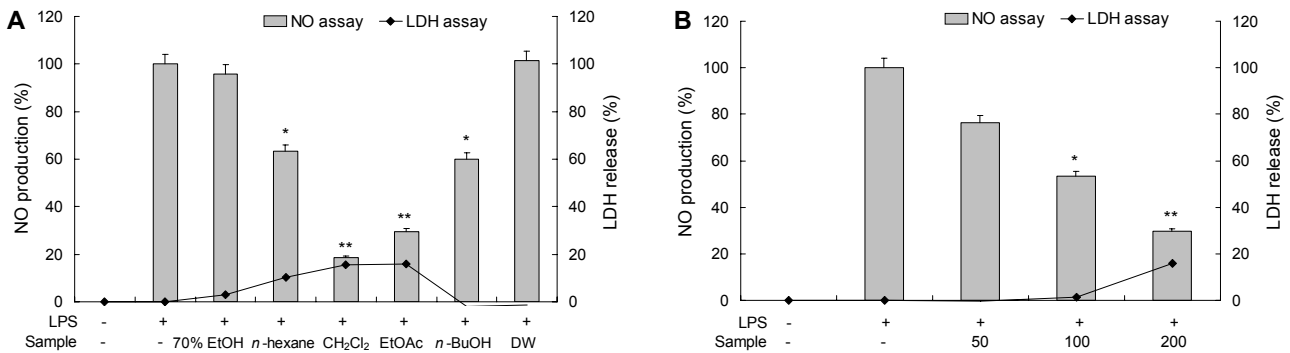 A
NO assay
LDH assay
NO production (%)
LDH release (%)
120 120
100 100
80 80
60 60
40 40
20 20
0 0
* ** ** *
LPS - + + + + + + +
Sample - - 70% EtOH n-hexane CH₂Cl₂ EtOAc n-BuOH DW
B
NO assay
LDH assay
NO production (%)
LDH release (%)
120 120
100 100
80 80
60 60
40 40
20 20
0 0
* **
LPS - + + + +
Sample - - 50 100 200